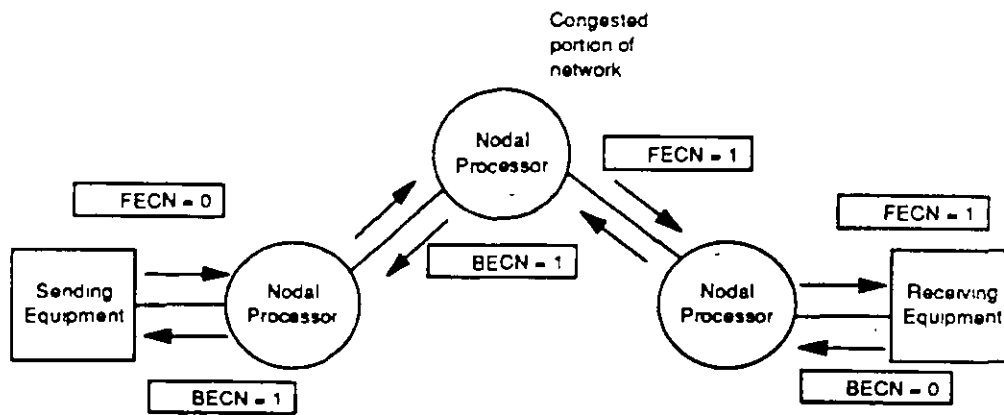 Congested
portion of
network
Nodal
Processor
FECN = 1
FECN = 0
FECN = 1
BECN = 1
Sending
Equipment
Nodal
Processor
Nodal
Processor
Receiving
Equipment
BECN = 1
BECN = 0